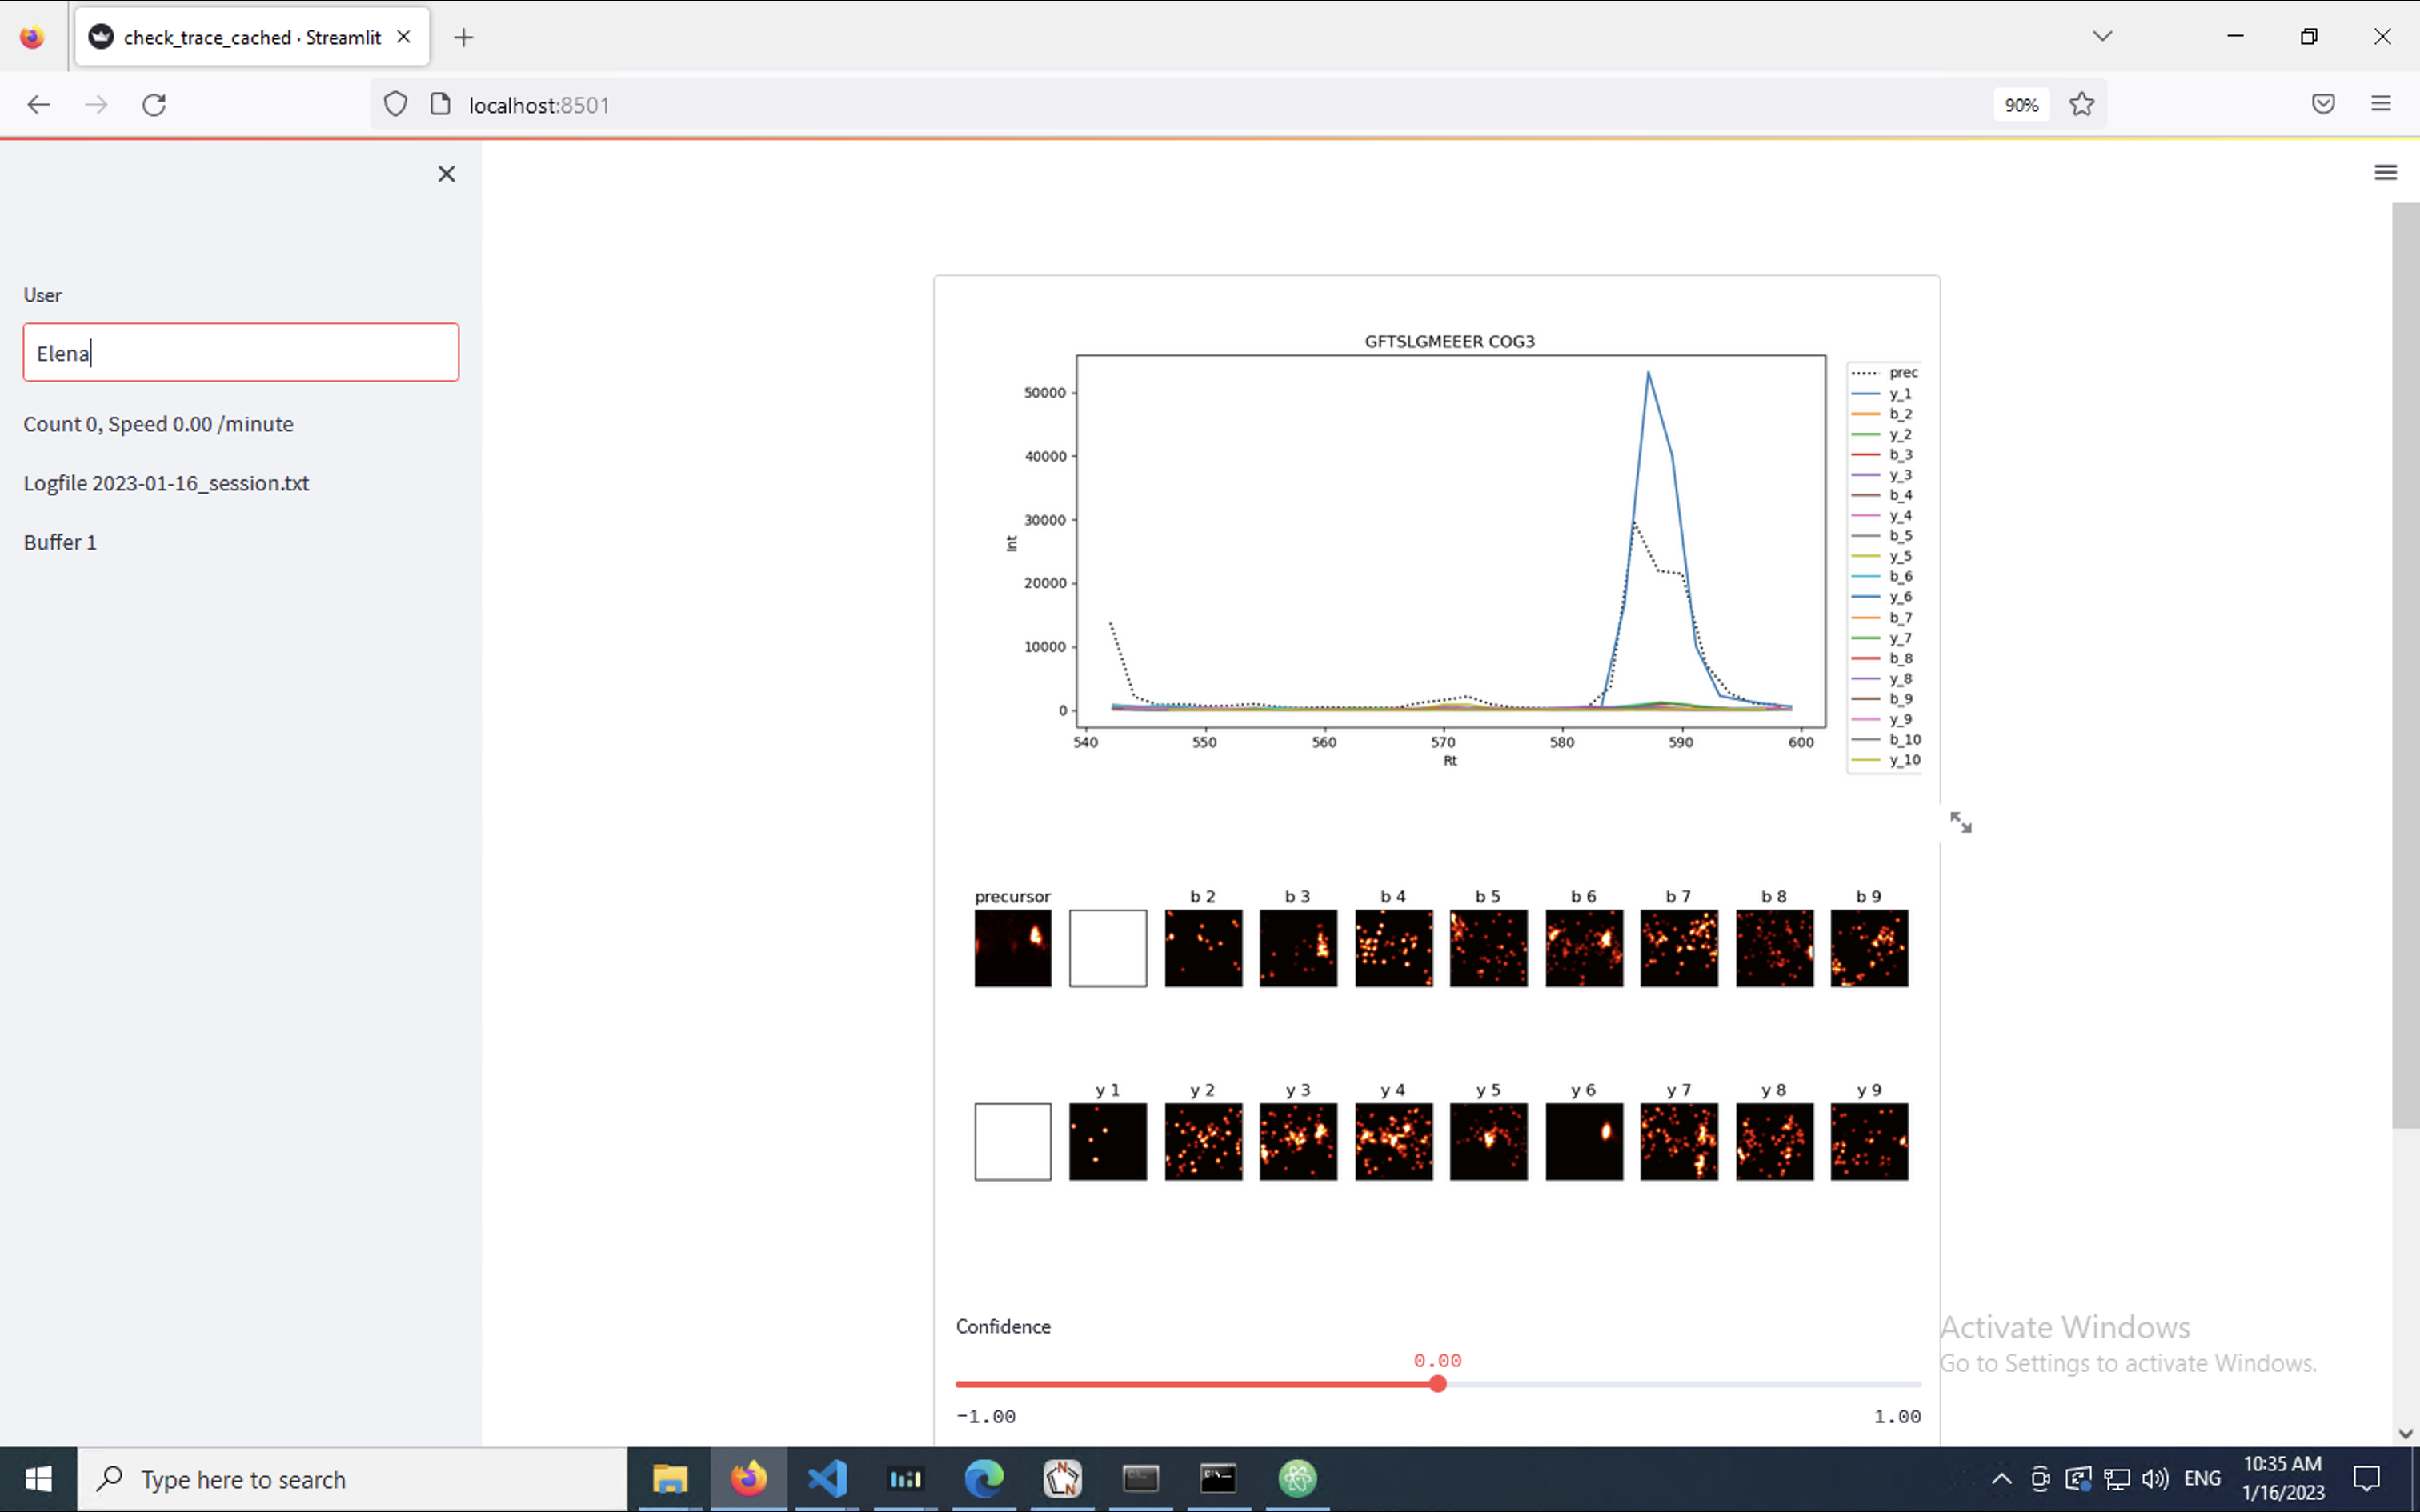 check_trace_cached · Streamlit
localhost:8501
90%
User
Elena
Count 0, Speed 0.00 /minute
Logfile 2023-01-16_session.txt
Buffer 1
GFTSLGMEEER COG3
50000
40000
30000
20000
10000
0
Int
540 550 560 570 580 590 600
Rt
prec
y_1
b_2
y_2
b_3
y_3
b_4
y_4
b_5
y_5
b_6
y_6
b_7
y_7
b_8
y_8
b_9
y_9
b_10
y_10
precursor b 2 b 3 b 4 b 5 b 6 b 7 b 8 b 9
y 1 y 2 y 3 y 4 y 5 y 6 y 7 y 8 y 9
Confidence
0.00
-1.00 1.00
Activate Windows
Go to Settings to activate Windows.
Type here to search
ENG
10:35 AM
1/16/2023